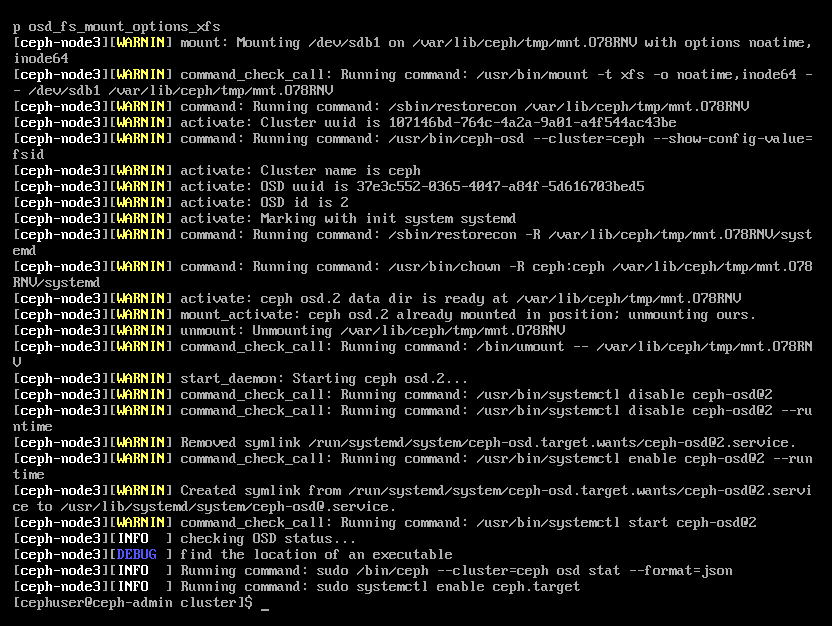 p osd_fs_mount_options_xfs
[ceph-node3][WARNIN] mount: Mounting /dev/sdb1 on /var/lib/ceph/tmp/mnt.O78RNV with options noatime,
inode64
[ceph-node3][WARNIN] command_check_call: Running command: /usr/bin/mount -t xfs -o noatime,inode64 -
- /dev/sdb1 /var/lib/ceph/tmp/mnt.O78RNV
[ceph-node3][WARNIN] command: Running command: /sbin/restorecon /var/lib/ceph/tmp/mnt.O78RNV
[ceph-node3][WARNIN] activate: Cluster uuid is 107146bd-764c-4a2a-9a01-a4f544ac43be
[ceph-node3][WARNIN] command: Running command: /usr/bin/ceph-osd --cluster=ceph --show-config-value=
fsid
[ceph-node3][WARNIN] activate: Cluster name is ceph
[ceph-node3][WARNIN] activate: OSD uuid is 37e3c552-0365-4047-a84f-5d616703bed5
[ceph-node3][WARNIN] activate: OSD id is 2
[ceph-node3][WARNIN] activate: Marking with init system systemd
[ceph-node3][WARNIN] command: Running command: /sbin/restorecon -R /var/lib/ceph/tmp/mnt.O78RNV/syst
emd
[ceph-node3][WARNIN] command: Running command: /usr/bin/chown -R ceph:ceph /var/lib/ceph/tmp/mnt.O78
RNV/systemd
[ceph-node3][WARNIN] activate: ceph osd.2 data dir is ready at /var/lib/ceph/tmp/mnt.O78RNV
[ceph-node3][WARNIN] mount_activate: ceph osd.2 already mounted in position; unmounting ours.
[ceph-node3][WARNIN] unmount: Unmounting /var/lib/ceph/tmp/mnt.O78RNV
[ceph-node3][WARNIN] command_check_call: Running command: /bin/umount -- /var/lib/ceph/tmp/mnt.O78RN
V
[ceph-node3][WARNIN] start_daemon: Starting ceph osd.2...
[ceph-node3][WARNIN] command_check_call: Running command: /usr/bin/systemctl disable ceph-osd@2
[ceph-node3][WARNIN] command_check_call: Running command: /usr/bin/systemctl disable ceph-osd@2 --ru
ntime
[ceph-node3][WARNIN] Removed symlink /run/systemd/system/ceph-osd.target.wants/ceph-osd@2.service.
[ceph-node3][WARNIN] command_check_call: Running command: /usr/bin/systemctl enable ceph-osd@2 --run
time
[ceph-node3][WARNIN] Created symlink from /run/systemd/system/ceph-osd.target.wants/ceph-osd@2.servi
ce to /usr/lib/systemd/system/ceph-osd@.service.
[ceph-node3][WARNIN] command_check_call: Running command: /usr/bin/systemctl start ceph-osd@2
[ceph-node3][INFO  ] checking OSD status...
[ceph-node3][DEBUG ] find the location of an executable
[ceph-node3][INFO  ] Running command: sudo /bin/ceph --cluster=ceph osd stat --format=json
[ceph-node3][INFO  ] Running command: sudo systemctl enable ceph.target
[cephuser@ceph-admin cluster]$ _